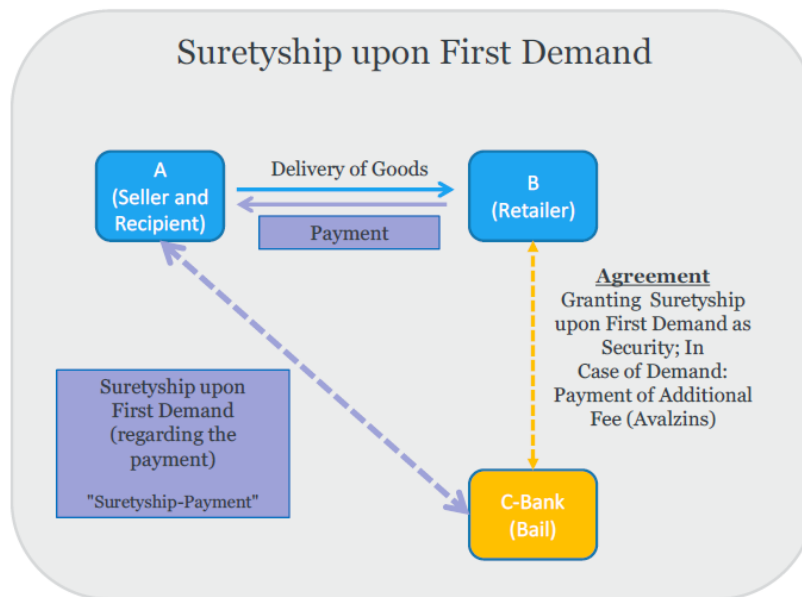 Suretyship upon First Demand
A
(Seller and
Recipient)
Delivery of Goods
Payment
B
(Retailer)
Agreement
Granting Suretyship
upon First Demand as
Security; In
Case of Demand:
Payment of Additional
Fee (Avalzins)
Suretyship upon
First Demand
(regarding the
payment)
"Suretyship-Payment"
C-Bank
(Bail)